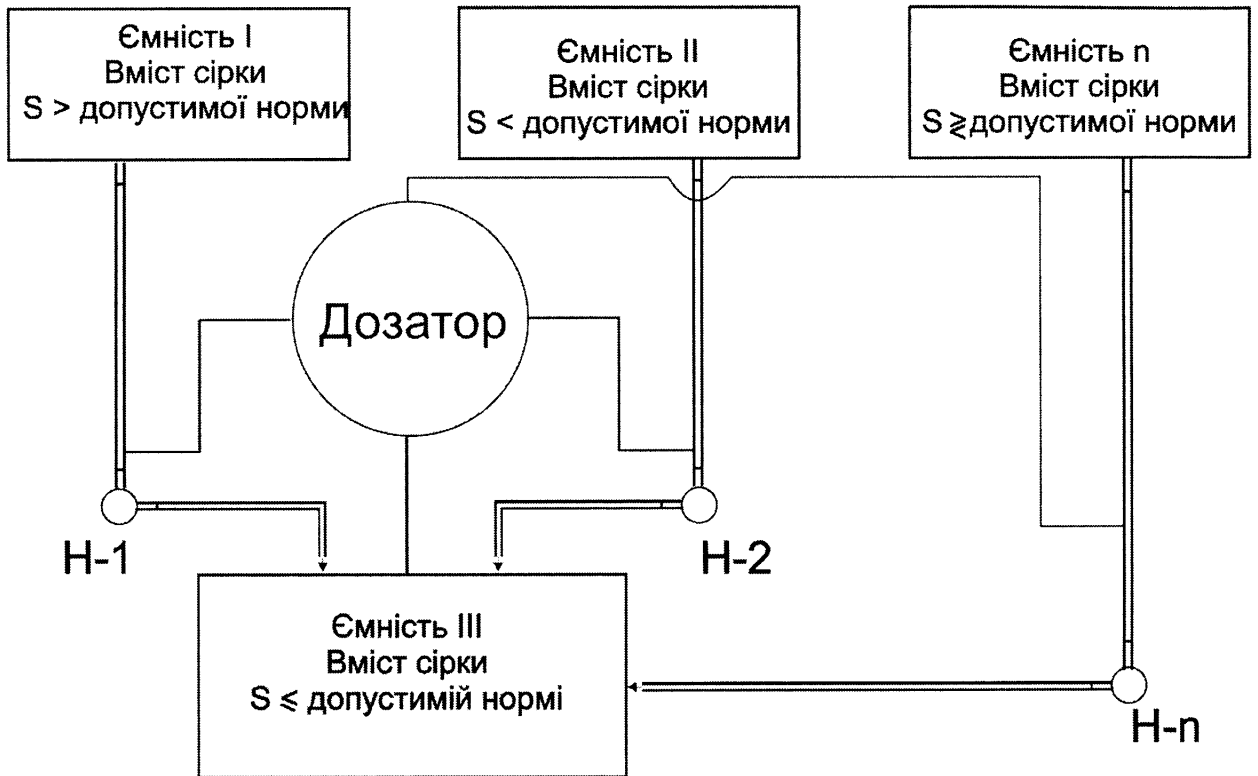 Ємність I
Вміст сірки
S > допустимої норми
Ємність II
Вміст сірки
S < допустимої норми
Ємність n
Вміст сірки
S ≷ допустимої норми
Дозатор
Н-1
Н-2
Ємність III
Вміст сірки
S ⩽ допустимій нормі
Н-n